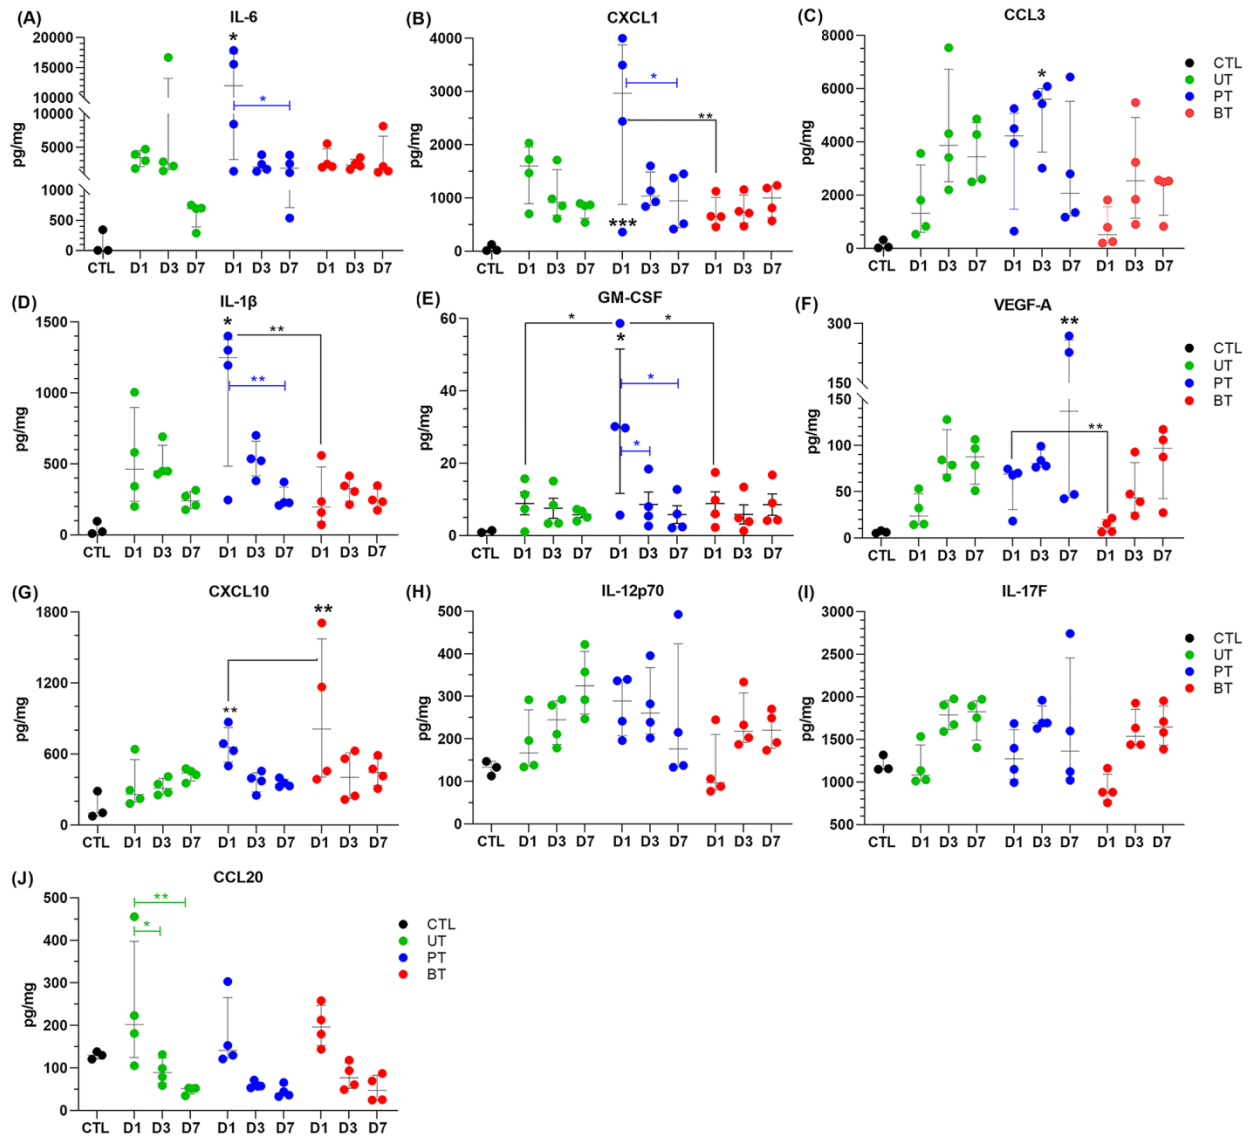 (A) IL-6
pg/mg
20000
15000
10000
10000
5000
1000
500
0
*
*
CTL D1 D3 D7 D1 D3 D7 D1 D3 D7
(B) CXCL1
pg/mg
4000
3000
2000
1000
0
*
**
***
CTL D1 D3 D7 D1 D3 D7 D1 D3 D7
(C) CCL3
pg/mg
8000
6000
4000
2000
0
*
CTL D1 D3 D7 D1 D3 D7 D1 D3 D7
CTL
UT
PT
BT
(D) IL-1β
pg/mg
1500
1000
500
0
*
**
**
CTL D1 D3 D7 D1 D3 D7 D1 D3 D7
(E) GM-CSF
pg/mg
60
40
20
0
* *
*
*
*
CTL D1 D3 D7 D1 D3 D7 D1 D3 D7
(F) VEGF-A
pg/mg
300
150
100
50
0
**
**
CTL D1 D3 D7 D1 D3 D7 D1 D3 D7
CTL
UT
PT
BT
(G) CXCL10
pg/mg
1800
1200
600
0
**
**
CTL D1 D3 D7 D1 D3 D7 D1 D3 D7
(H) IL-12p70
pg/mg
500
400
300
200
100
0
CTL D1 D3 D7 D1 D3 D7 D1 D3 D7
(I) IL-17F
pg/mg
3000
2500
2000
1500
1000
500
CTL D1 D3 D7 D1 D3 D7 D1 D3 D7
CTL
UT
PT
BT
(J) CCL20
pg/mg
500
400
300
200
100
0
**
*
CTL D1 D3 D7 D1 D3 D7 D1 D3 D7
CTL
UT
PT
BT